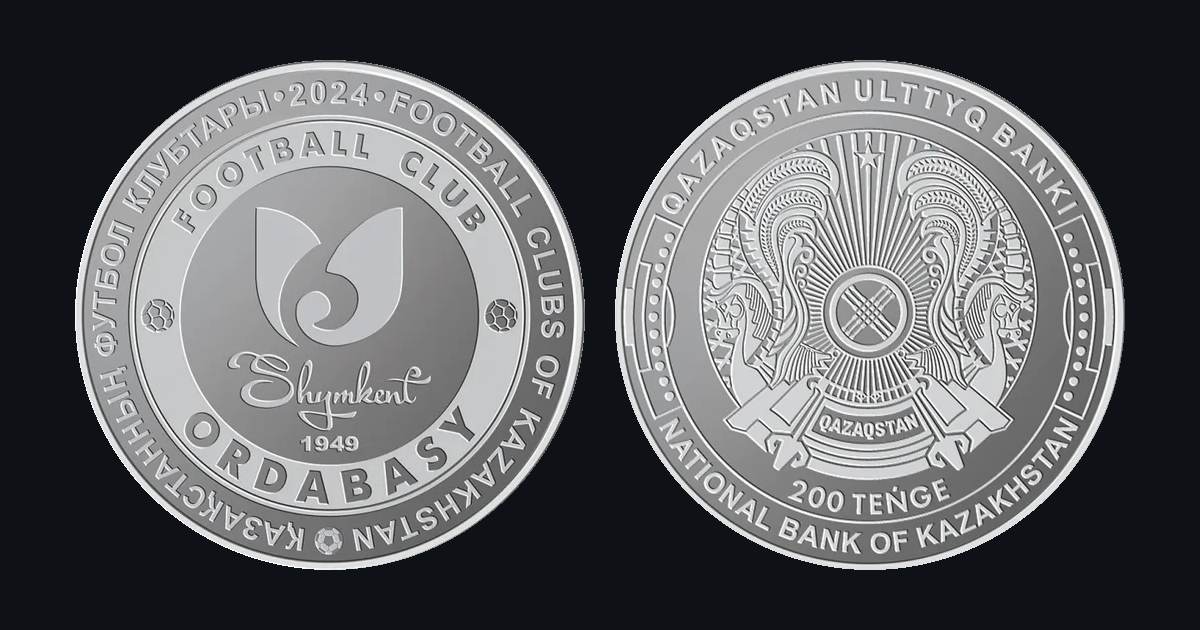 ҚАЗАҚСТАННЫҢ ФУТБОЛ КЛУБТАРЫ • 2024 • FOOTBALL CLUBS OF KAZAKHSTAN
FOOTBALL CLUB
Shymkent
1949
ORDABASY
QAZAQSTAN ULTTYQ BANKI
QAZAQSTAN
200 TEŃGE
NATIONAL BANK OF KAZAKHSTAN